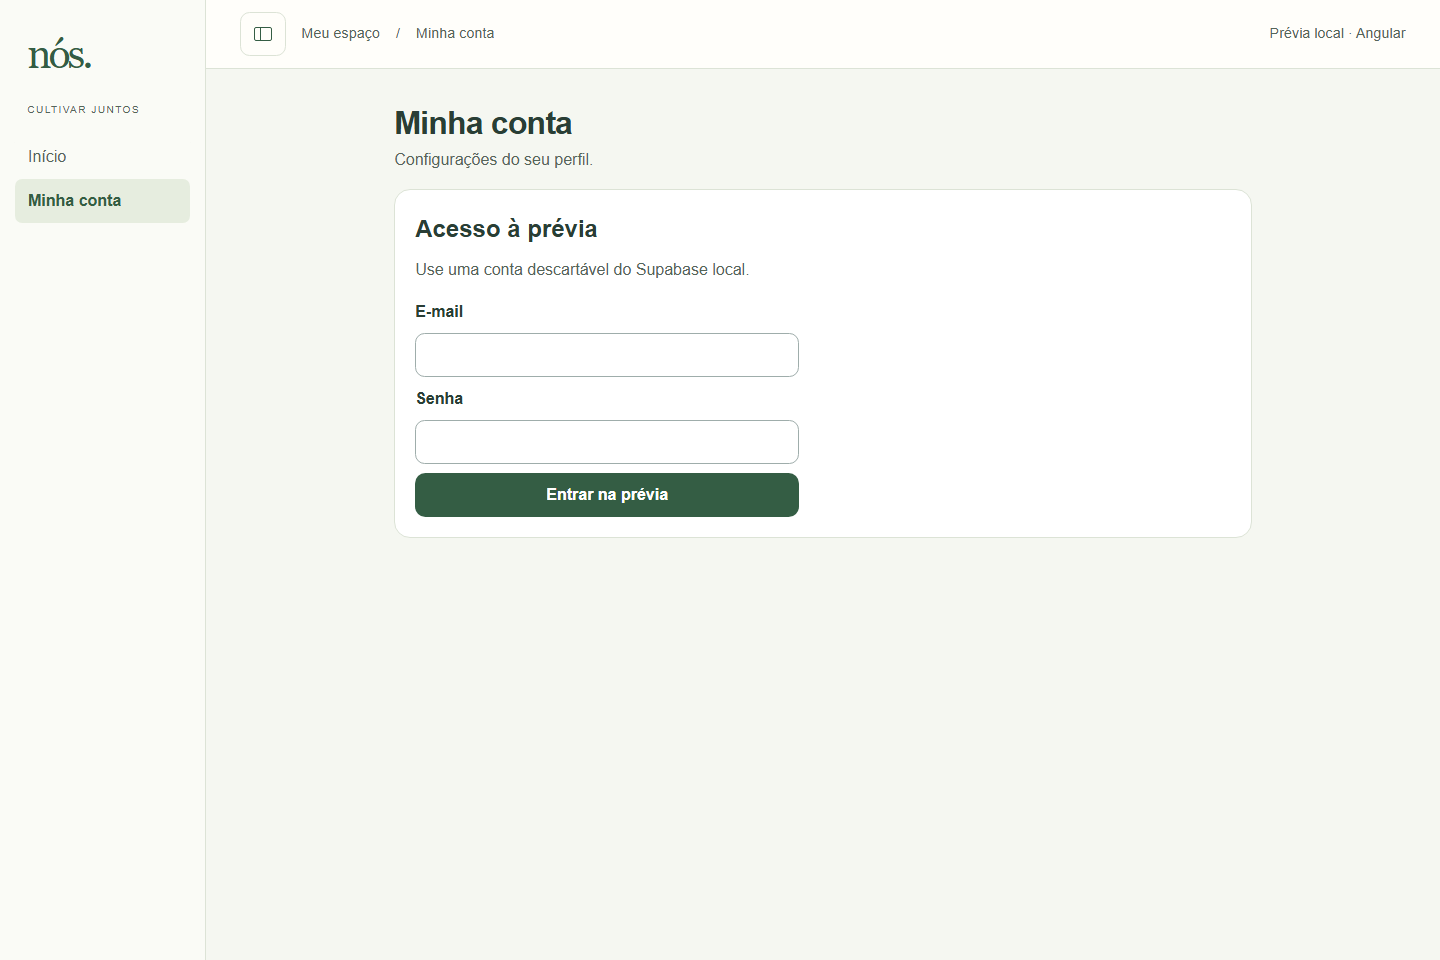 nós.
CULTIVAR JUNTOS
Início
Minha conta
Meu espaço / Minha conta
Prévia local · Angular
Minha conta
Configurações do seu perfil.
Acesso à prévia
Use uma conta descartável do Supabase local.
E-mail
Senha
Entrar na prévia